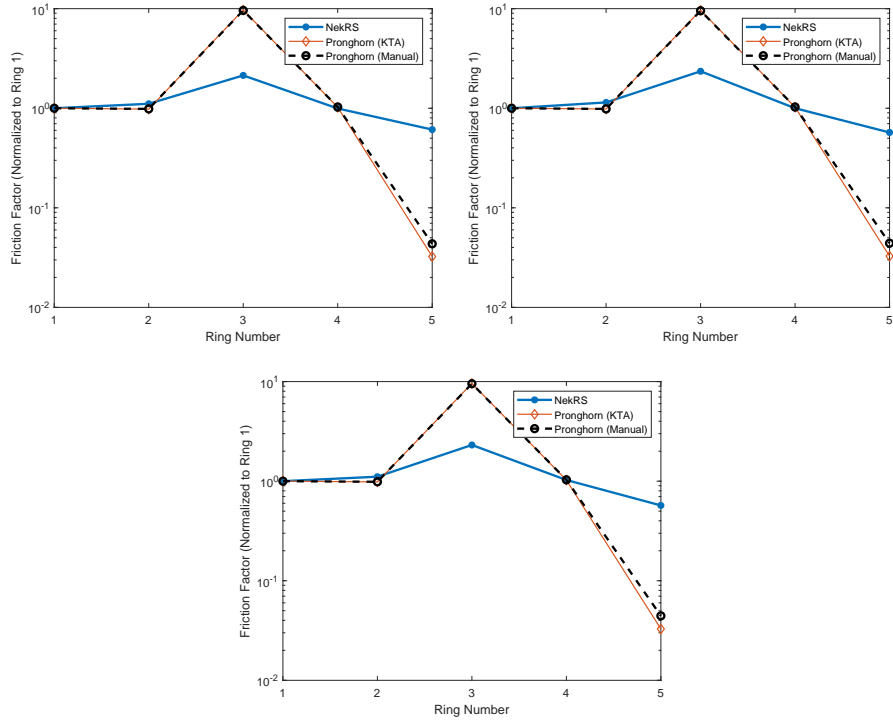 Friction Factor (Normalized to Ring 1)
10^1
10^0
10^-1
10^-2
NekRS
Pronghorn (KTA)
Pronghorn (Manual)
1 2 3 4 5
Ring Number
Friction Factor (Normalized to Ring 1)
10^1
10^0
10^-1
10^-2
NekRS
Pronghorn (KTA)
Pronghorn (Manual)
1 2 3 4 5
Ring Number
Friction Factor (Normalized to Ring 1)
10^1
10^0
10^-1
10^-2
NekRS
Pronghorn (KTA)
Pronghorn (Manual)
1 2 3 4 5
Ring Number